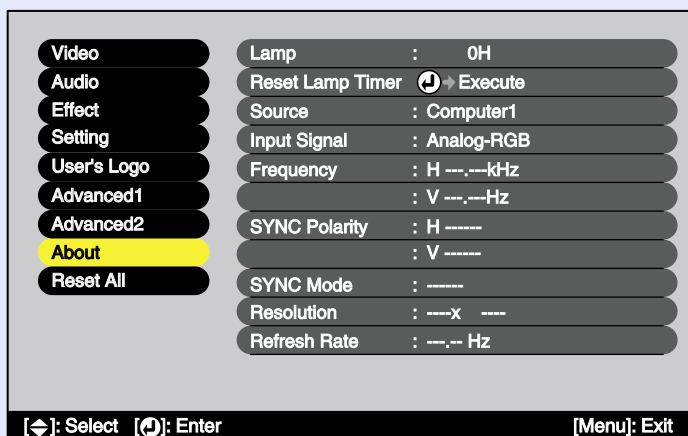 Video
Audio
Effect
Setting
User's Logo
Advanced1
Advanced2
About
Reset All
Lamp : 0H
Reset Lamp Timer Execute
Source : Computer1
Input Signal : Analog-RGB
Frequency : H ---.---kHz
: V ---.---Hz
SYNC Polarity : H ------
: V ------
SYNC Mode : ------
Resolution : ----x ----
Refresh Rate : ---.-- Hz
[ ]: Select [ ]: Enter [Menu]: Exit